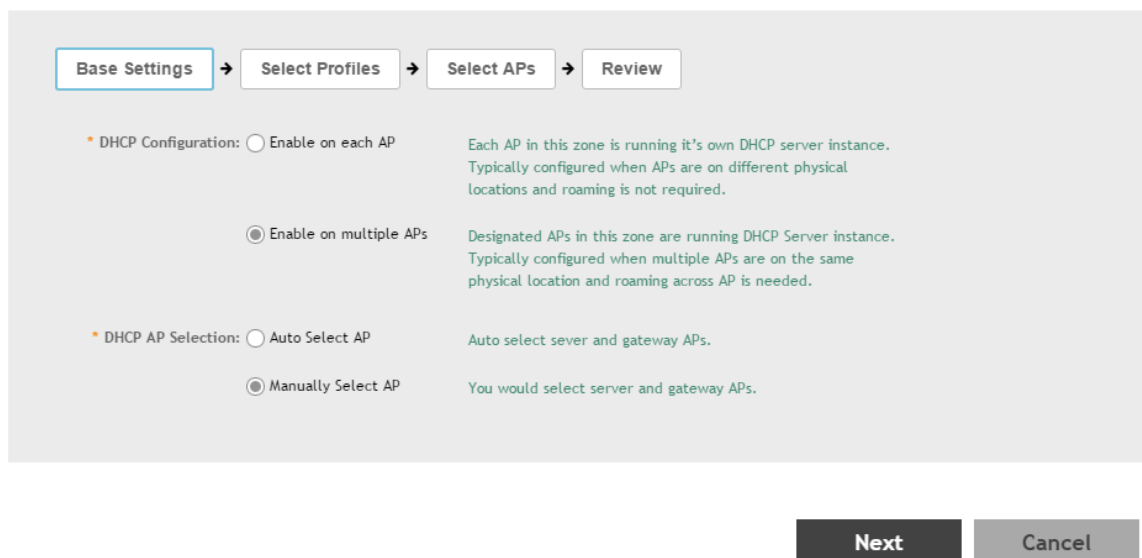 Base Settings → Select Profiles → Select APs → Review
* DHCP Configuration: Enable on each AP
Each AP in this zone is running it's own DHCP server instance.
Typically configured when APs are on different physical
locations and roaming is not required.
Enable on multiple APs
Designated APs in this zone are running DHCP Server instance.
Typically configured when multiple APs are on the same
physical location and roaming across AP is needed.
* DHCP AP Selection: Auto Select AP
Auto select sever and gateway APs.
Manually Select AP
You would select server and gateway APs.
Next
Cancel